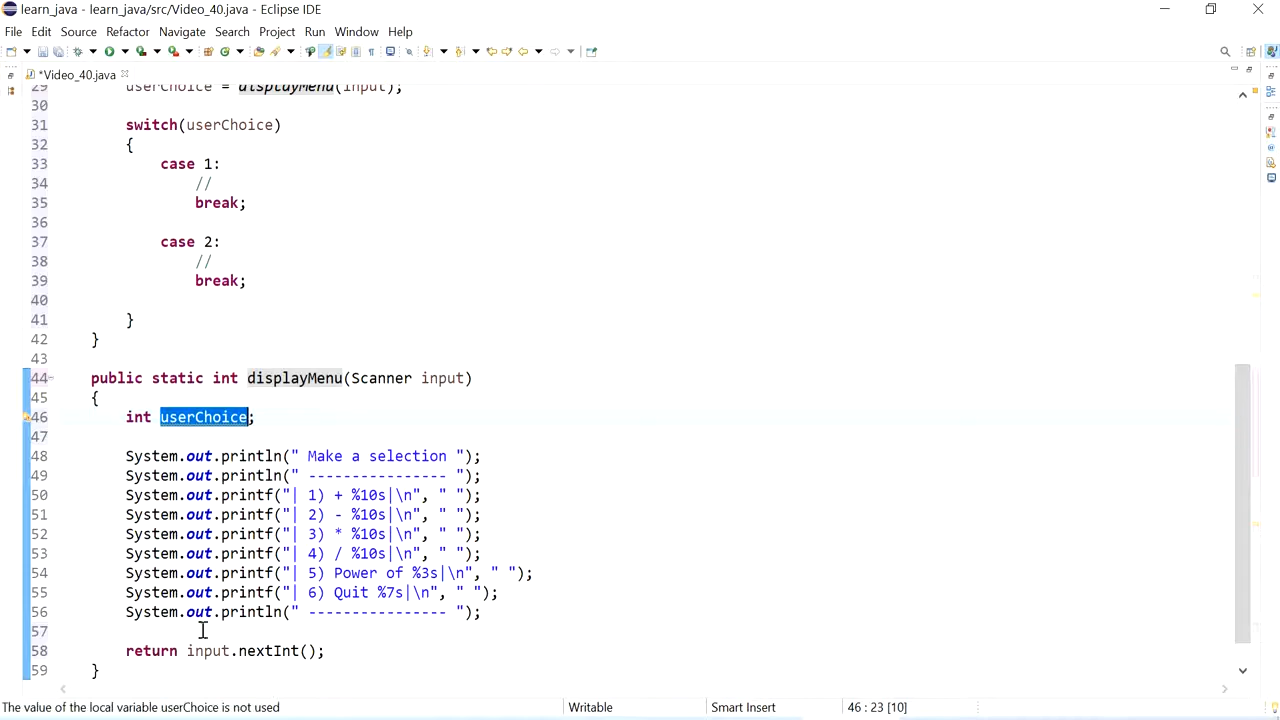 learn_java - learn_java/src/Video_40.java - Eclipse IDE
File Edit Source Refactor Navigate Search Project Run Window Help
*Video_40.java
29 userChoice = displayMenu(input);
30
31 switch(userChoice)
32 {
33 case 1:
34 //
35 break;
36
37 case 2:
38 //
39 break;
40
41 }
42 }
43
44 public static int displayMenu(Scanner input)
45 {
46 int userChoice;
47
48 System.out.println(" Make a selection ");
49 System.out.println(" ---------------- ");
50 System.out.printf("| 1) + %10s|\n", " ");
51 System.out.printf("| 2) - %10s|\n", " ");
52 System.out.printf("| 3) * %10s|\n", " ");
53 System.out.printf("| 4) / %10s|\n", " ");
54 System.out.printf("| 5) Power of %3s|\n", " ");
55 System.out.printf("| 6) Quit %7s|\n", " ");
56 System.out.println(" ---------------- ");
57
58 return input.nextInt();
59 }
The value of the local variable userChoice is not used Writable Smart Insert 46 : 23 [10]